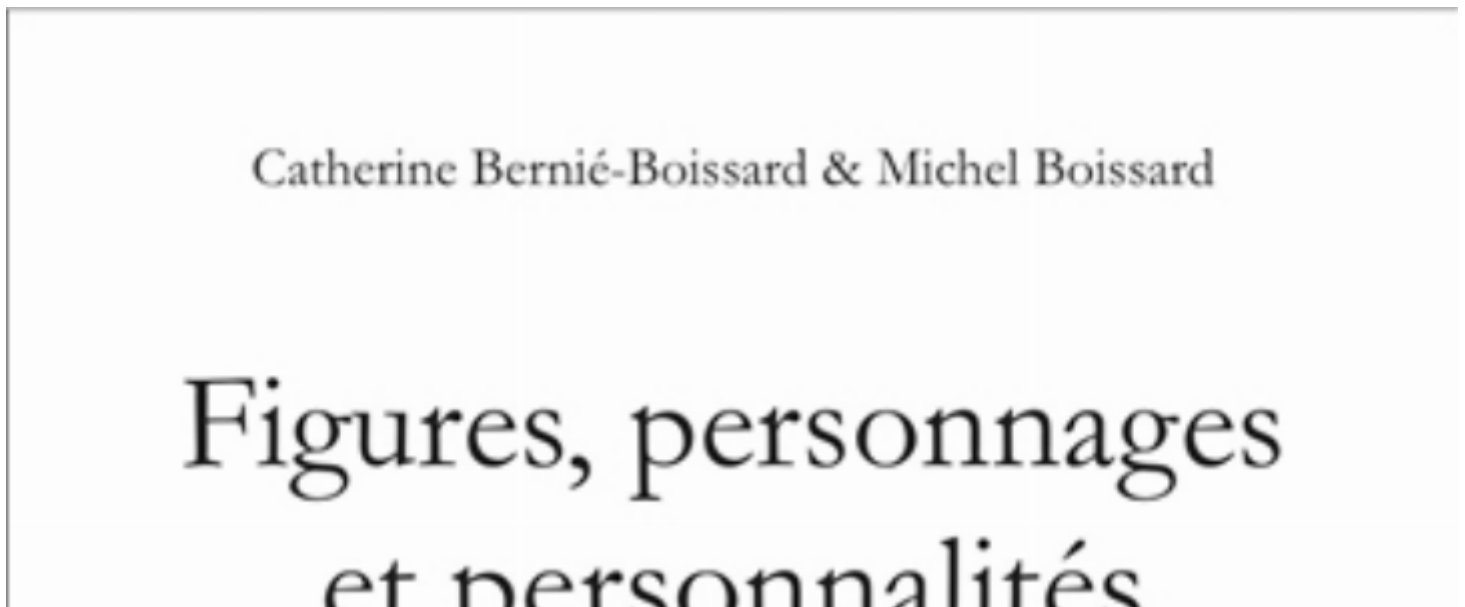 Catherine Bernié-Boissard & Michel Boissard
Figures, personnages
et personnalités